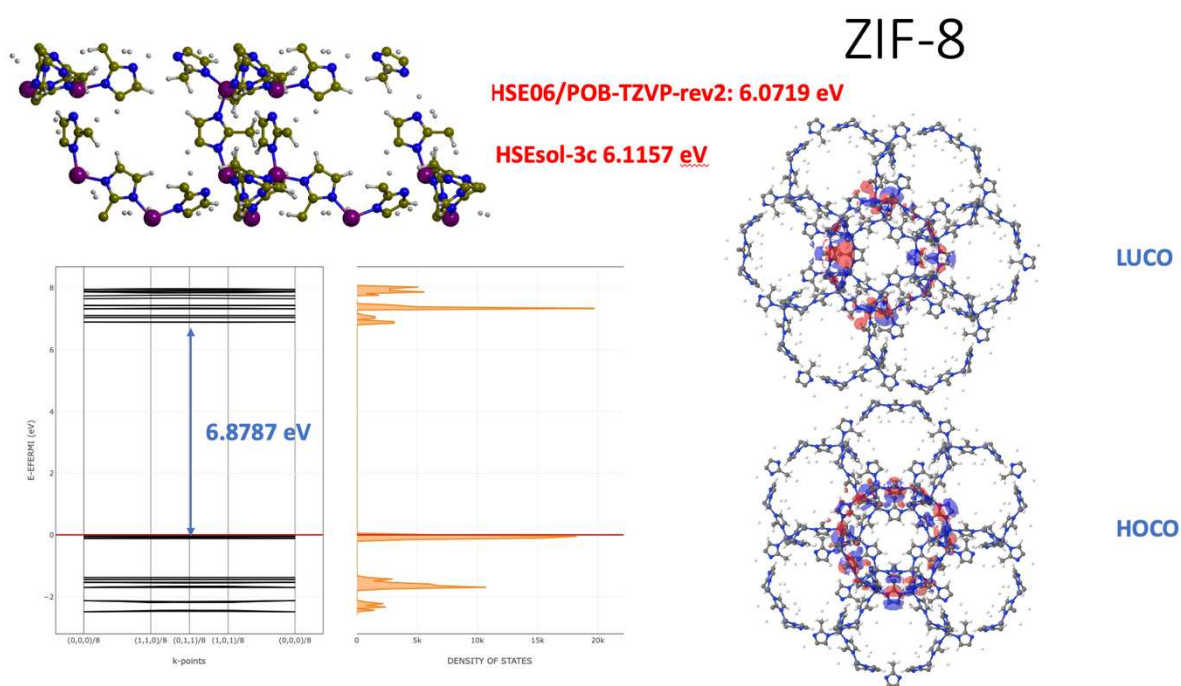 ZIF-8
HSE06/POB-TZVP-rev2: 6.0719 eV
HSEsol-3c 6.1157 eV
LUCO
HOCO
6.8787 eV
E-EFERMI (eV)
8
6
4
2
0
−2
(0,0,0)/8 (1,1,0)/8 (0,1,1)/8 (1,0,1)/8 (0,0,0)/8
k-points
0 5k 10k 15k 20k
DENSITY OF STATES